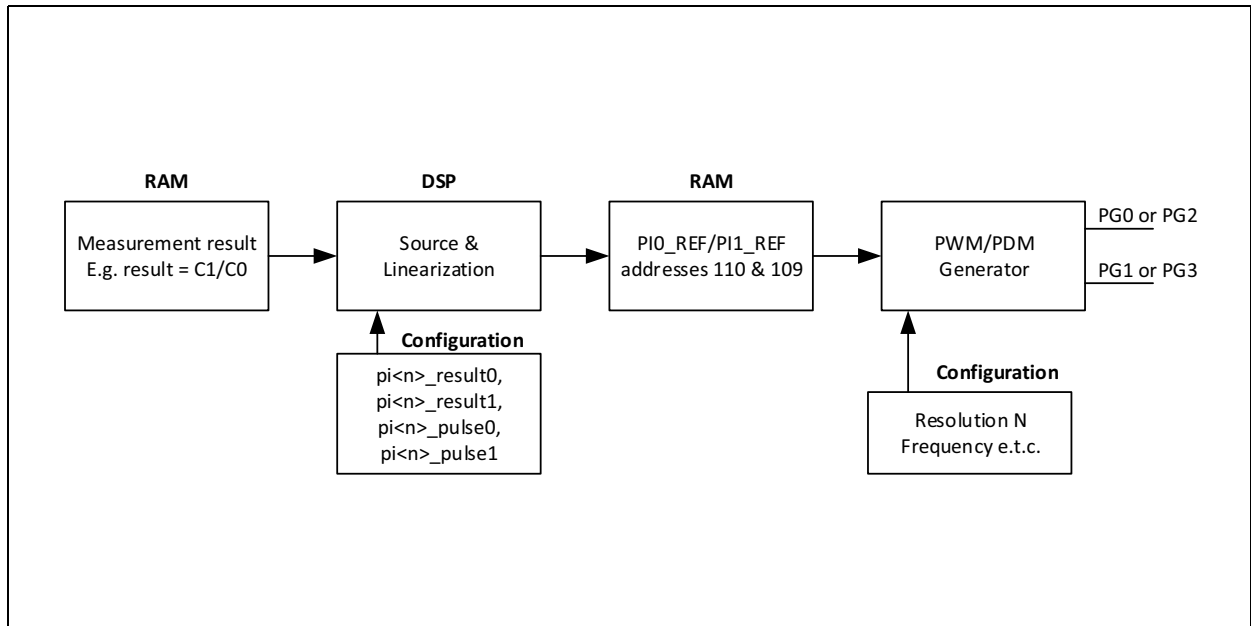 RAM
Measurement result
E.g. result = C1/C0
DSP
Source &
Linearization
Configuration
pi<n>_result0,
pi<n>_result1,
pi<n>_pulse0,
pi<n>_pulse1
RAM
PI0_REF/PI1_REF
addresses 110 & 109
PWM/PDM
Generator
PG0 or PG2
PG1 or PG3
Configuration
Resolution N
Frequency e.t.c.